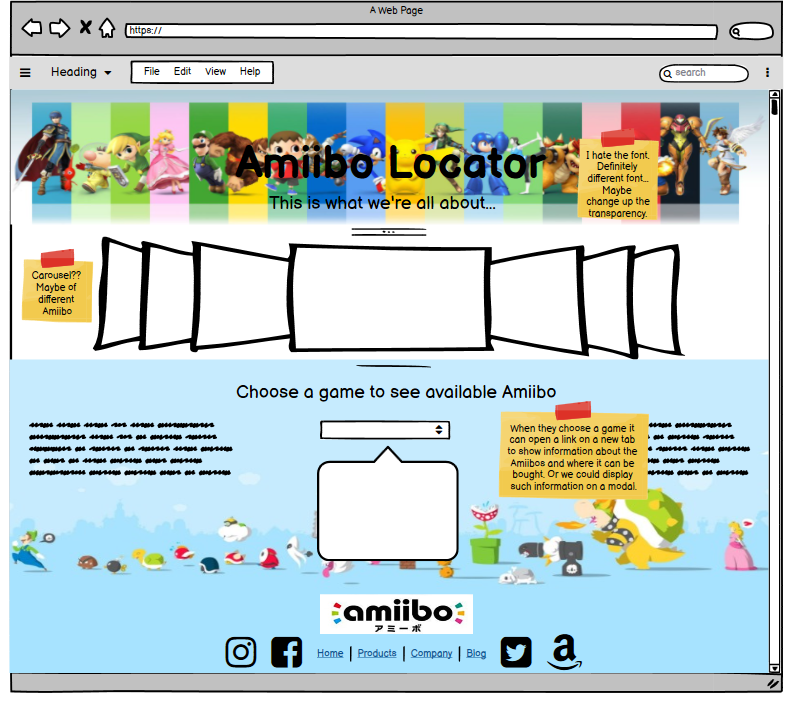 A Web Page
https://
Heading
File Edit View Help
search
Amiibo Locator
This is what we're all about...
I hate the font.
Definitely
different font...
Maybe
change up the
transparency.
Carousel??
Maybe of
different
Amiibo
Choose a game to see available Amiibo
When they choose a game it
can open a link on a new tab
to show information about the
Amiibos and where it can be
bought. Or we could display
such information on a modal.
amiibo
アミーボ
Home | Products | Company | Blog